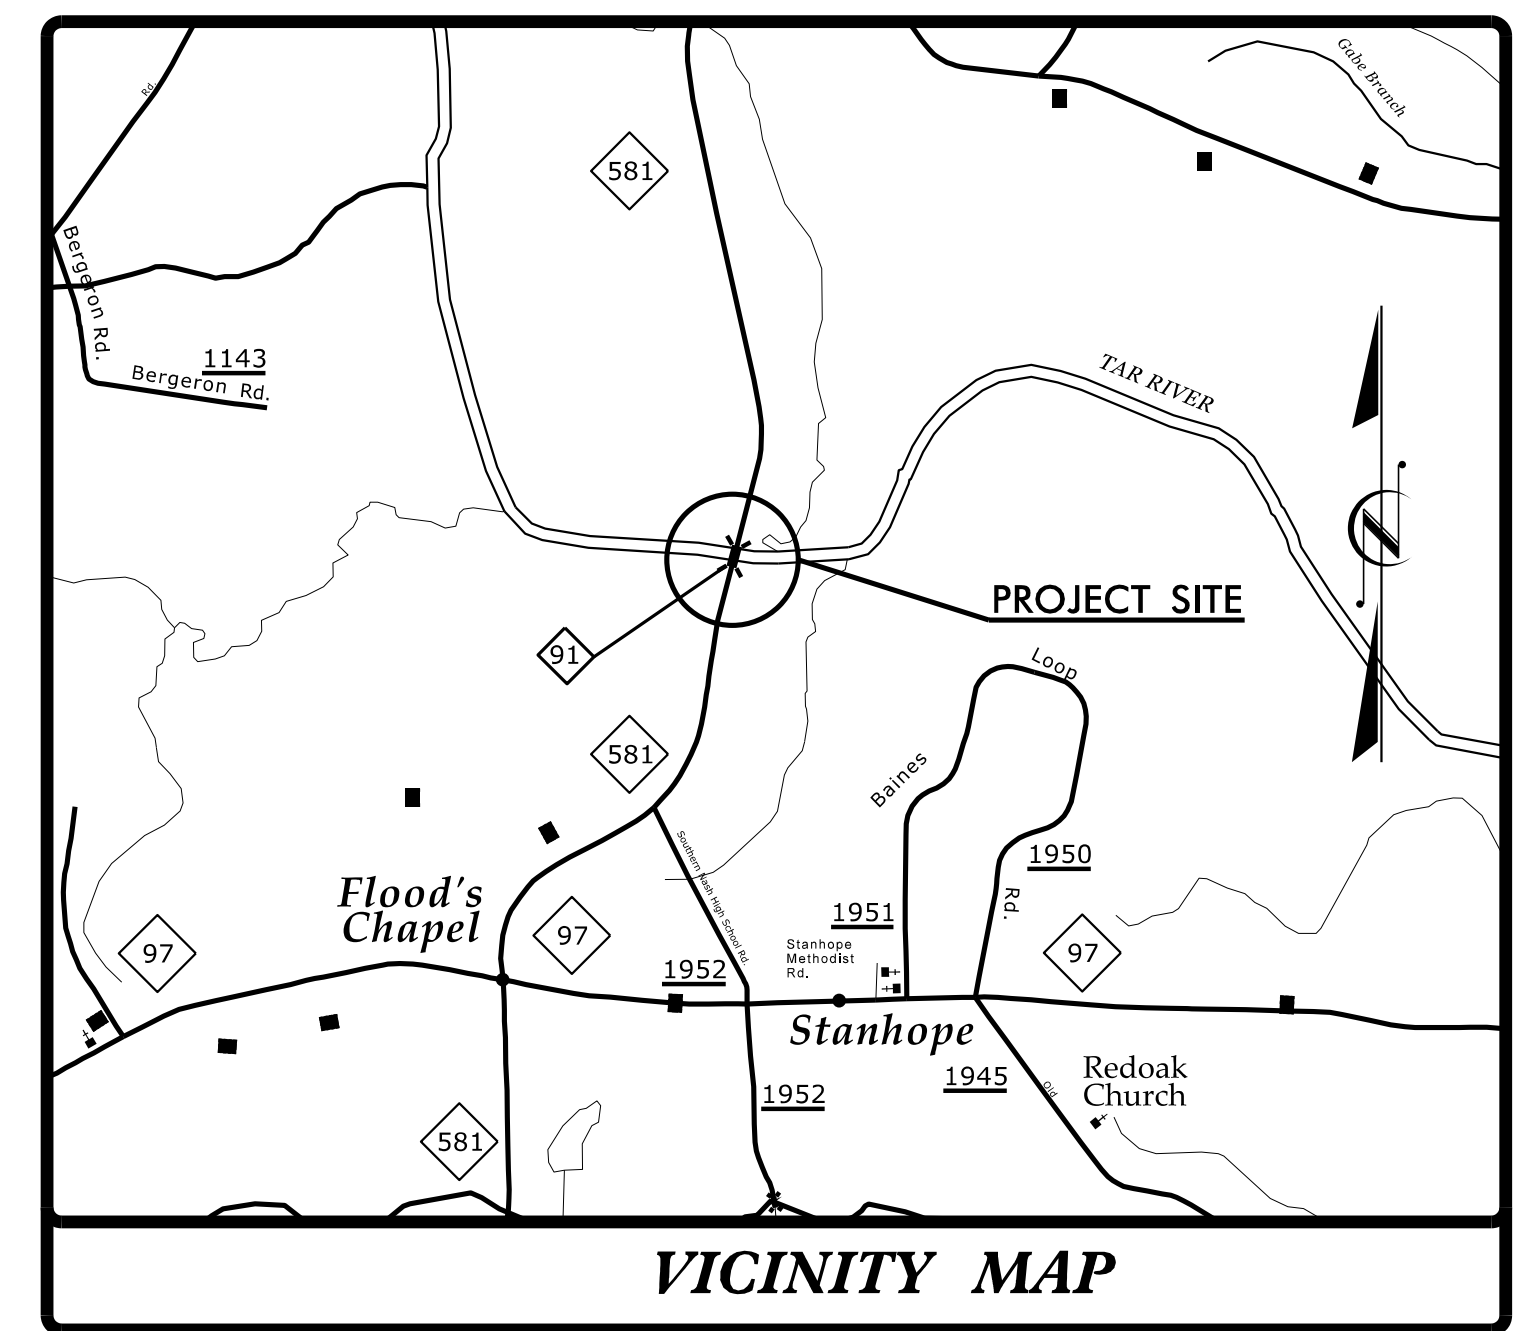 Rd.
Gabe Branch
581
Bergeron Rd.
1143
Bergeron Rd.
TAR RIVER
N
PROJECT SITE
91
Loop
581
Baines
1950
Southern Nash High School Rd.
Flood's
Chapel
Rd.
1951
97
97
97
Stanhope
Methodist
Rd.
1952
Stanhope
1945
Redoak
Church
Old
1952
581
VICINITY MAP